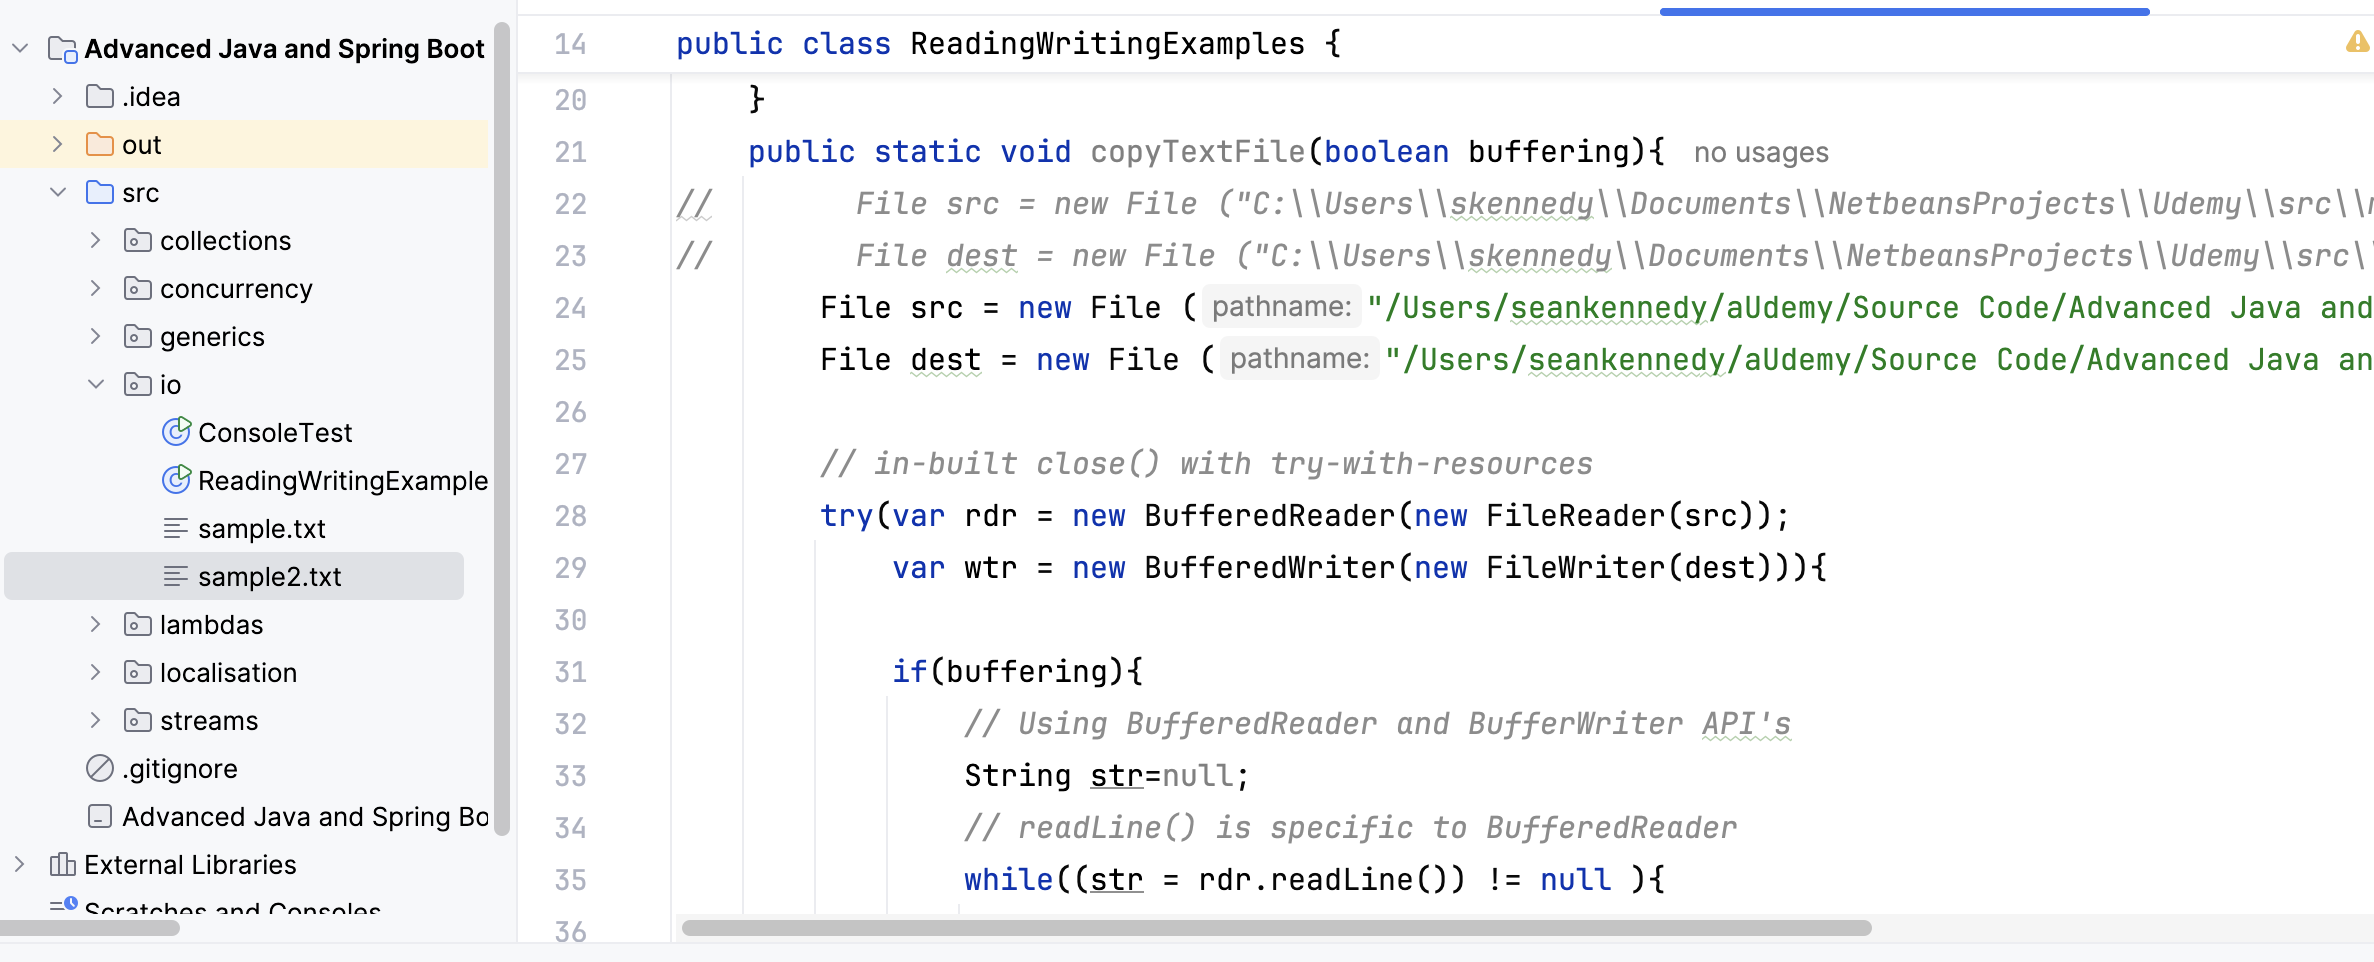 Advanced Java and Spring Boot
.idea
out
src
collections
concurrency
generics
io
ConsoleTest
ReadingWritingExample
sample.txt
sample2.txt
lambdas
localisation
streams
.gitignore
Advanced Java and Spring Bo
External Libraries
Scratches and Consoles
14 public class ReadingWritingExamples {
20 }
21 public static void copyTextFile(boolean buffering){ no usages
22 // File src = new File ("C:\\Users\\skennedy\\Documents\\NetbeansProjects\\Udemy\\src\\
23 // File dest = new File ("C:\\Users\\skennedy\\Documents\\NetbeansProjects\\Udemy\\src\
24 File src = new File ( pathname: "/Users/seankennedy/aUdemy/Source Code/Advanced Java and
25 File dest = new File ( pathname: "/Users/seankennedy/aUdemy/Source Code/Advanced Java an
26
27 // in-built close() with try-with-resources
28 try(var rdr = new BufferedReader(new FileReader(src));
29 var wtr = new BufferedWriter(new FileWriter(dest))){
30
31 if(buffering){
32 // Using BufferedReader and BufferWriter API's
33 String str=null;
34 // readLine() is specific to BufferedReader
35 while((str = rdr.readLine()) != null ){
36